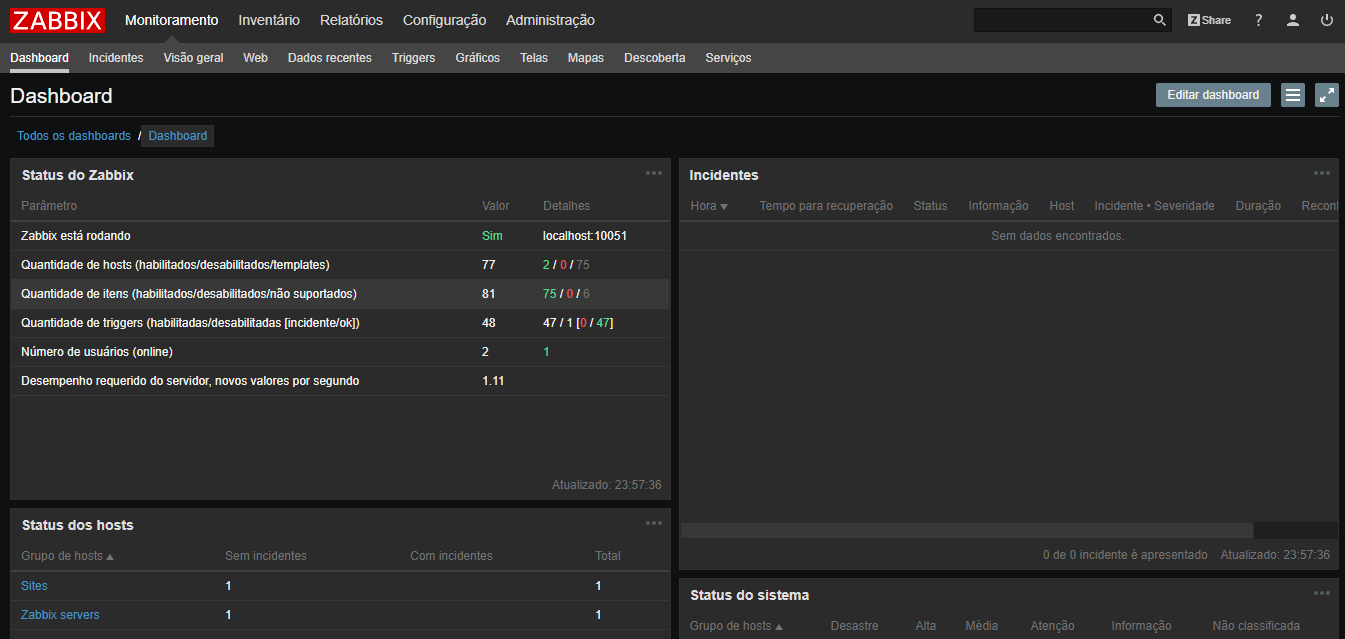 ZABBIX Monitoramento Inventário Relatórios Configuração Administração Z Share ?
Dashboard Incidentes Visão geral Web Dados recentes Triggers Gráficos Telas Mapas Descoberta Serviços
Dashboard Editar dashboard
Todos os dashboards / Dashboard
Status do Zabbix
Parâmetro Valor Detalhes
Zabbix está rodando Sim localhost:10051
Quantidade de hosts (habilitados/desabilitados/templates) 77 2 / 0 / 75
Quantidade de itens (habilitados/desabilitados/não suportados) 81 75 / 0 / 6
Quantidade de triggers (habilitadas/desabilitadas [incidente/ok]) 48 47 / 1 [0 / 47]
Número de usuários (online) 2 1
Desempenho requerido do servidor, novos valores por segundo 1.11
Atualizado: 23:57:36
Status dos hosts
Grupo de hosts Sem incidentes Com incidentes Total
Sites 1 1
Zabbix servers 1 1
Incidentes
Hora Tempo para recuperação Status Informação Host Incidente • Severidade Duração Reconl
Sem dados encontrados.
0 de 0 incidente é apresentado Atualizado: 23:57:36
Status do sistema
Grupo de hosts Desastre Alta Média Atenção Informação Não classificada